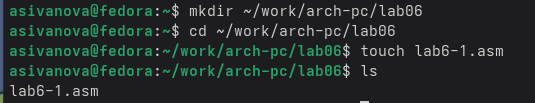 asivanova@fedora:~$ mkdir ~/work/arch-pc/lab06
asivanova@fedora:~$ cd ~/work/arch-pc/lab06
asivanova@fedora:~/work/arch-pc/lab06$ touch lab6-1.asm
asivanova@fedora:~/work/arch-pc/lab06$ ls
lab6-1.asm